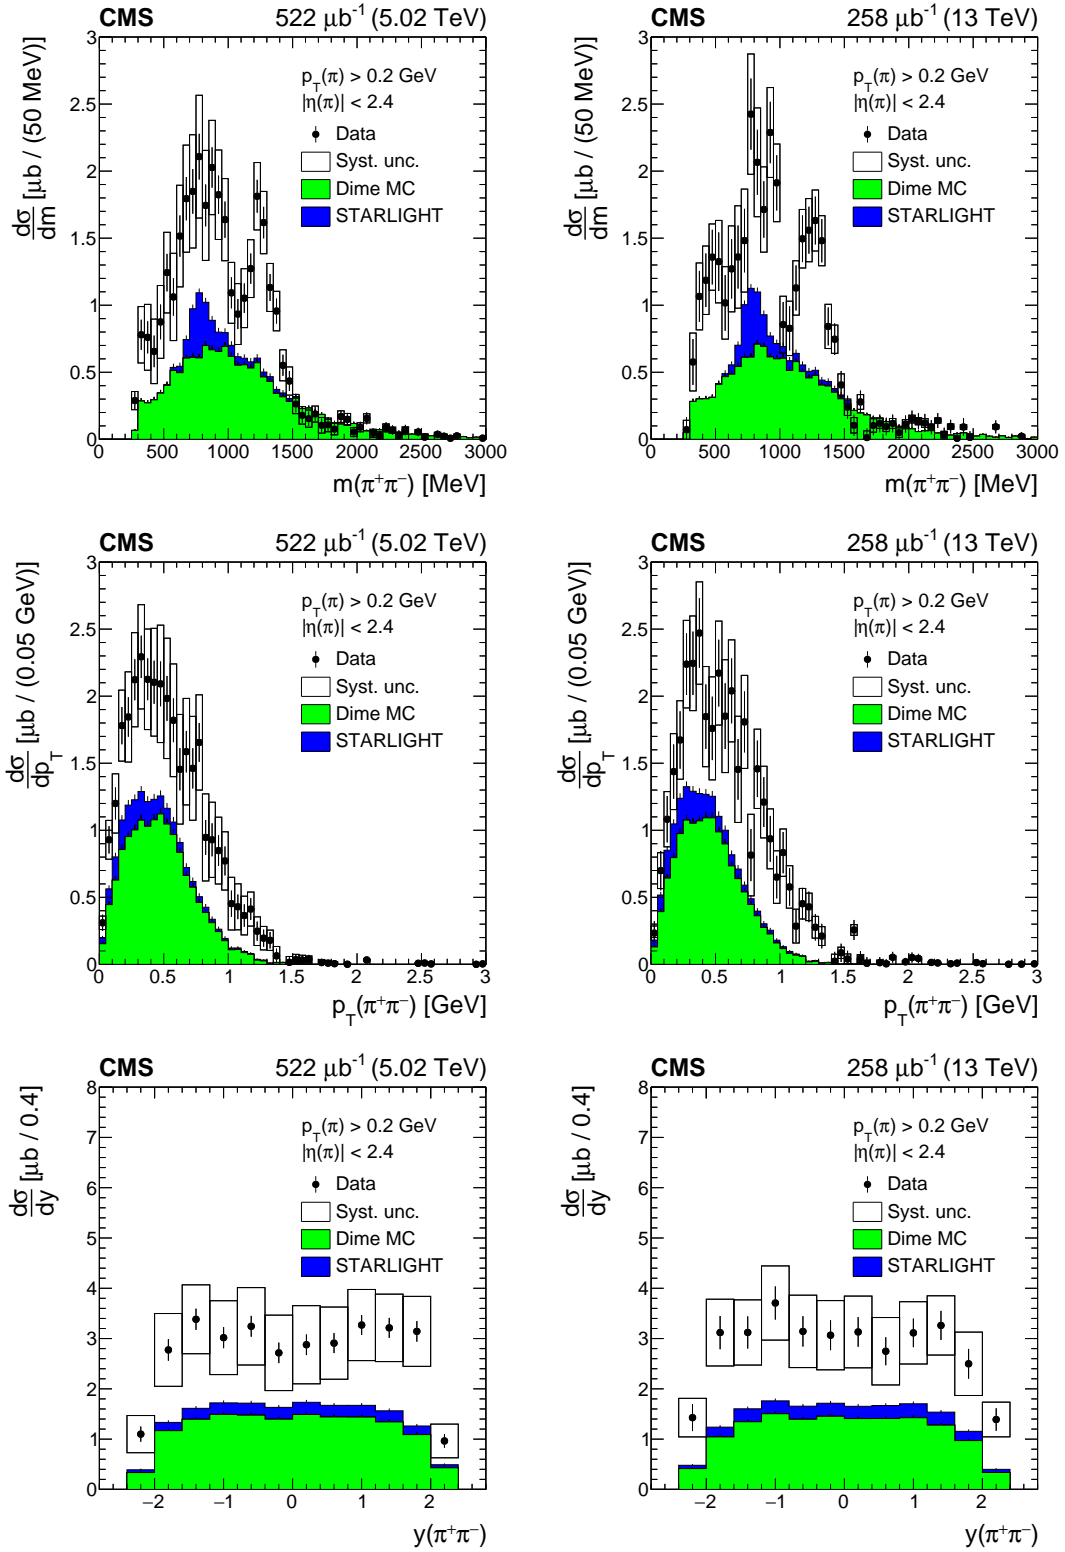 CMS 522 μb⁻¹ (5.02 TeV)
dσ/dm [μb / (50 MeV)]
3
2.5
2
1.5
1
0.5
0
p_T(π) > 0.2 GeV
|η(π)| < 2.4
Data
Syst. unc.
Dime MC
STARLIGHT
0 500 1000 1500 2000 2500 3000
m(π⁺π⁻) [MeV]
CMS 258 μb⁻¹ (13 TeV)
dσ/dm [μb / (50 MeV)]
3
2.5
2
1.5
1
0.5
0
p_T(π) > 0.2 GeV
|η(π)| < 2.4
Data
Syst. unc.
Dime MC
STARLIGHT
500 1000 1500 2000 2500 3000
m(π⁺π⁻) [MeV]
CMS 522 μb⁻¹ (5.02 TeV)
dσ/dp_T [μb / (0.05 GeV)]
3
2.5
2
1.5
1
0.5
0
p_T(π) > 0.2 GeV
|η(π)| < 2.4
Data
Syst. unc.
Dime MC
STARLIGHT
0 0.5 1 1.5 2 2.5 3
p_T(π⁺π⁻) [GeV]
CMS 258 μb⁻¹ (13 TeV)
dσ/dp_T [μb / (0.05 GeV)]
3
2.5
2
1.5
1
0.5
0
p_T(π) > 0.2 GeV
|η(π)| < 2.4
Data
Syst. unc.
Dime MC
STARLIGHT
0 0.5 1 1.5 2 2.5 3
p_T(π⁺π⁻) [GeV]
CMS 522 μb⁻¹ (5.02 TeV)
dσ/dy [μb / 0.4]
8
7
6
5
4
3
2
1
0
p_T(π) > 0.2 GeV
|η(π)| < 2.4
Data
Syst. unc.
Dime MC
STARLIGHT
−2 −1 0 1 2
y(π⁺π⁻)
CMS 258 μb⁻¹ (13 TeV)
dσ/dy [μb / 0.4]
8
7
6
5
4
3
2
1
0
p_T(π) > 0.2 GeV
|η(π)| < 2.4
Data
Syst. unc.
Dime MC
STARLIGHT
−2 −1 0 1 2
y(π⁺π⁻)